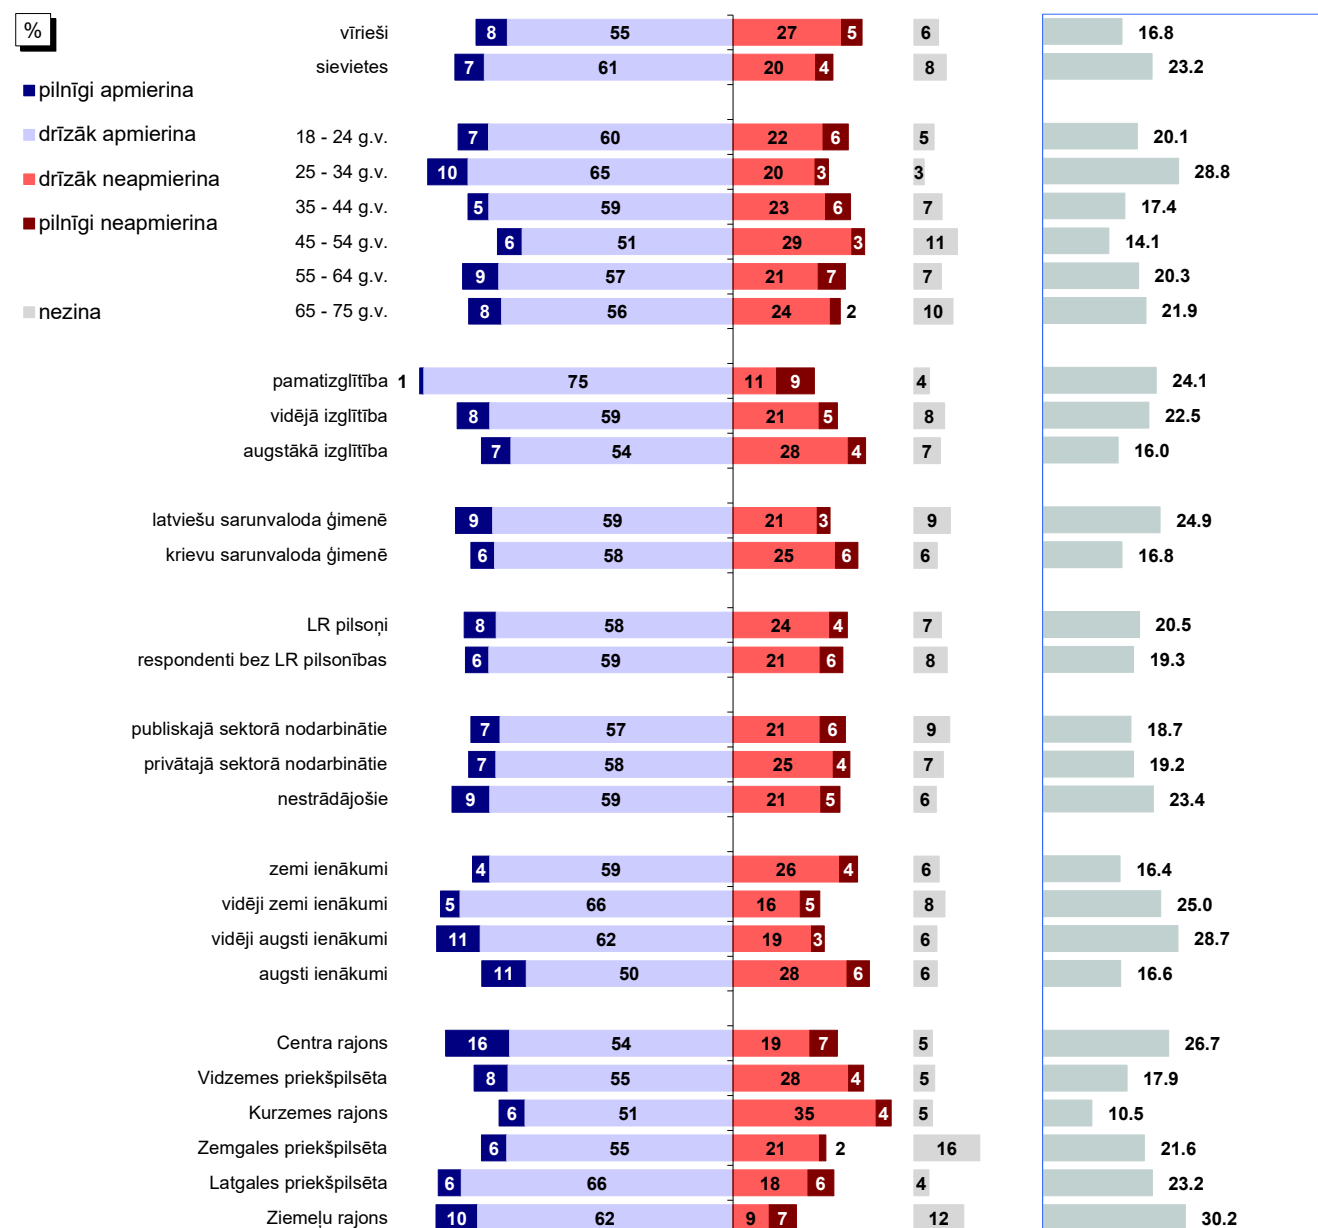 %
pilnīgi apmierina
drīzāk apmierina
drīzāk neapmierina
pilnīgi neapmierina
nezina
vīrieši 8 55 27 5 6 16.8
sievietes 7 61 20 4 8 23.2
18 - 24 g.v. 7 60 22 6 5 20.1
25 - 34 g.v. 10 65 20 3 3 28.8
35 - 44 g.v. 5 59 23 6 7 17.4
45 - 54 g.v. 6 51 29 3 11 14.1
55 - 64 g.v. 9 57 21 7 7 20.3
65 - 75 g.v. 8 56 24 2 10 21.9
pamatizglītība 1 75 11 9 4 24.1
vidējā izglītība 8 59 21 5 8 22.5
augstākā izglītība 7 54 28 4 7 16.0
latviešu sarunvaloda ģimenē 9 59 21 3 9 24.9
krievu sarunvaloda ģimenē 6 58 25 6 6 16.8
LR pilsoņi 8 58 24 4 7 20.5
respondenti bez LR pilsonības 6 59 21 6 8 19.3
publiskajā sektorā nodarbinātie 7 57 21 6 9 18.7
privātajā sektorā nodarbinātie 7 58 25 4 7 19.2
nestrādājošie 9 59 21 5 6 23.4
zemi ienākumi 4 59 26 4 6 16.4
vidēji zemi ienākumi 5 66 16 5 8 25.0
vidēji augsti ienākumi 11 62 19 3 6 28.7
augsti ienākumi 11 50 28 6 6 16.6
Centra rajons 16 54 19 7 5 26.7
Vidzemes priekšpilsēta 8 55 28 4 5 17.9
Kurzemes rajons 6 51 35 4 5 10.5
Zemgales priekšpilsēta 6 55 21 2 16 21.6
Latgales priekšpilsēta 6 66 18 6 4 23.2
Ziemeļu rajons 10 62 9 7 12 30.2